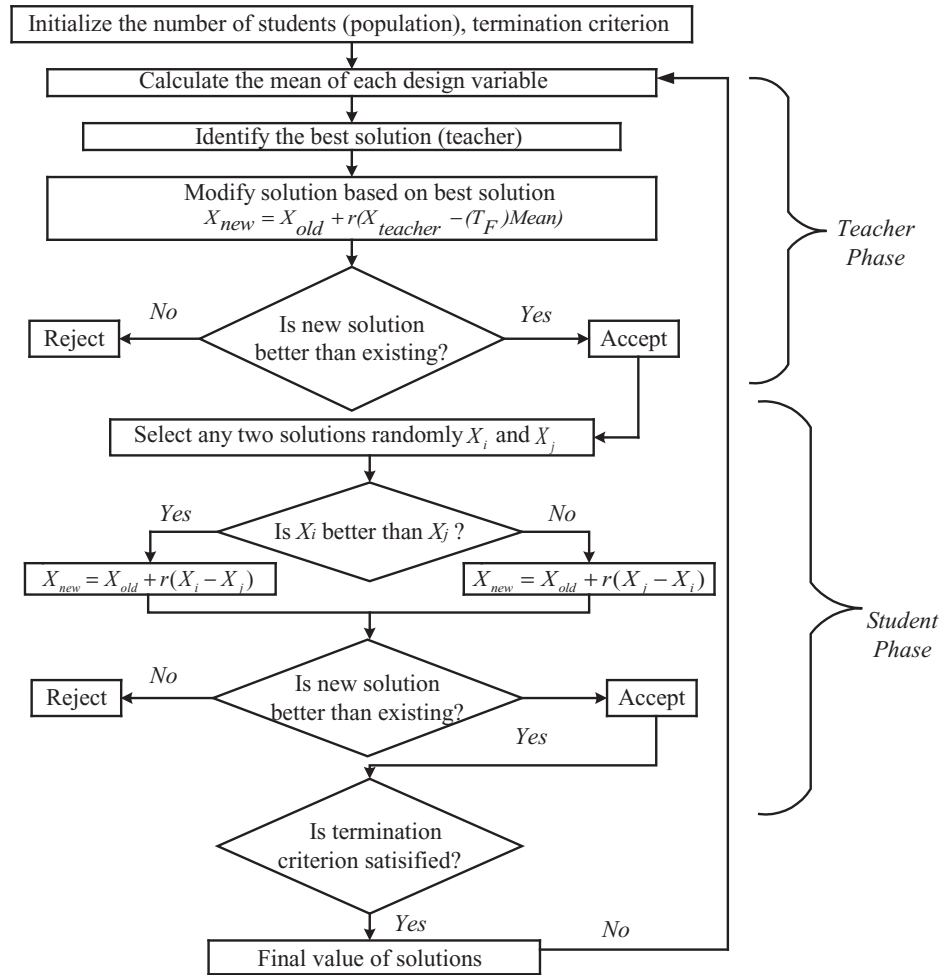 Initialize the number of students (population), termination criterion
Calculate the mean of each design variable
Identify the best solution (teacher)
Modify solution based on best solution
X_new = X_old + r(X_teacher − (T_F)Mean)
Teacher
Phase
No
Yes
Is new solution
better than existing?
Reject
Accept
Select any two solutions randomly X_i and X_j
Yes
No
Is X_i better than X_j ?
X_new = X_old + r(X_i − X_j)
X_new = X_old + r(X_j − X_i)
Student
Phase
No
Is new solution
better than existing?
Reject
Accept
Yes
Is termination
criterion satisified?
Yes
No
Final value of solutions